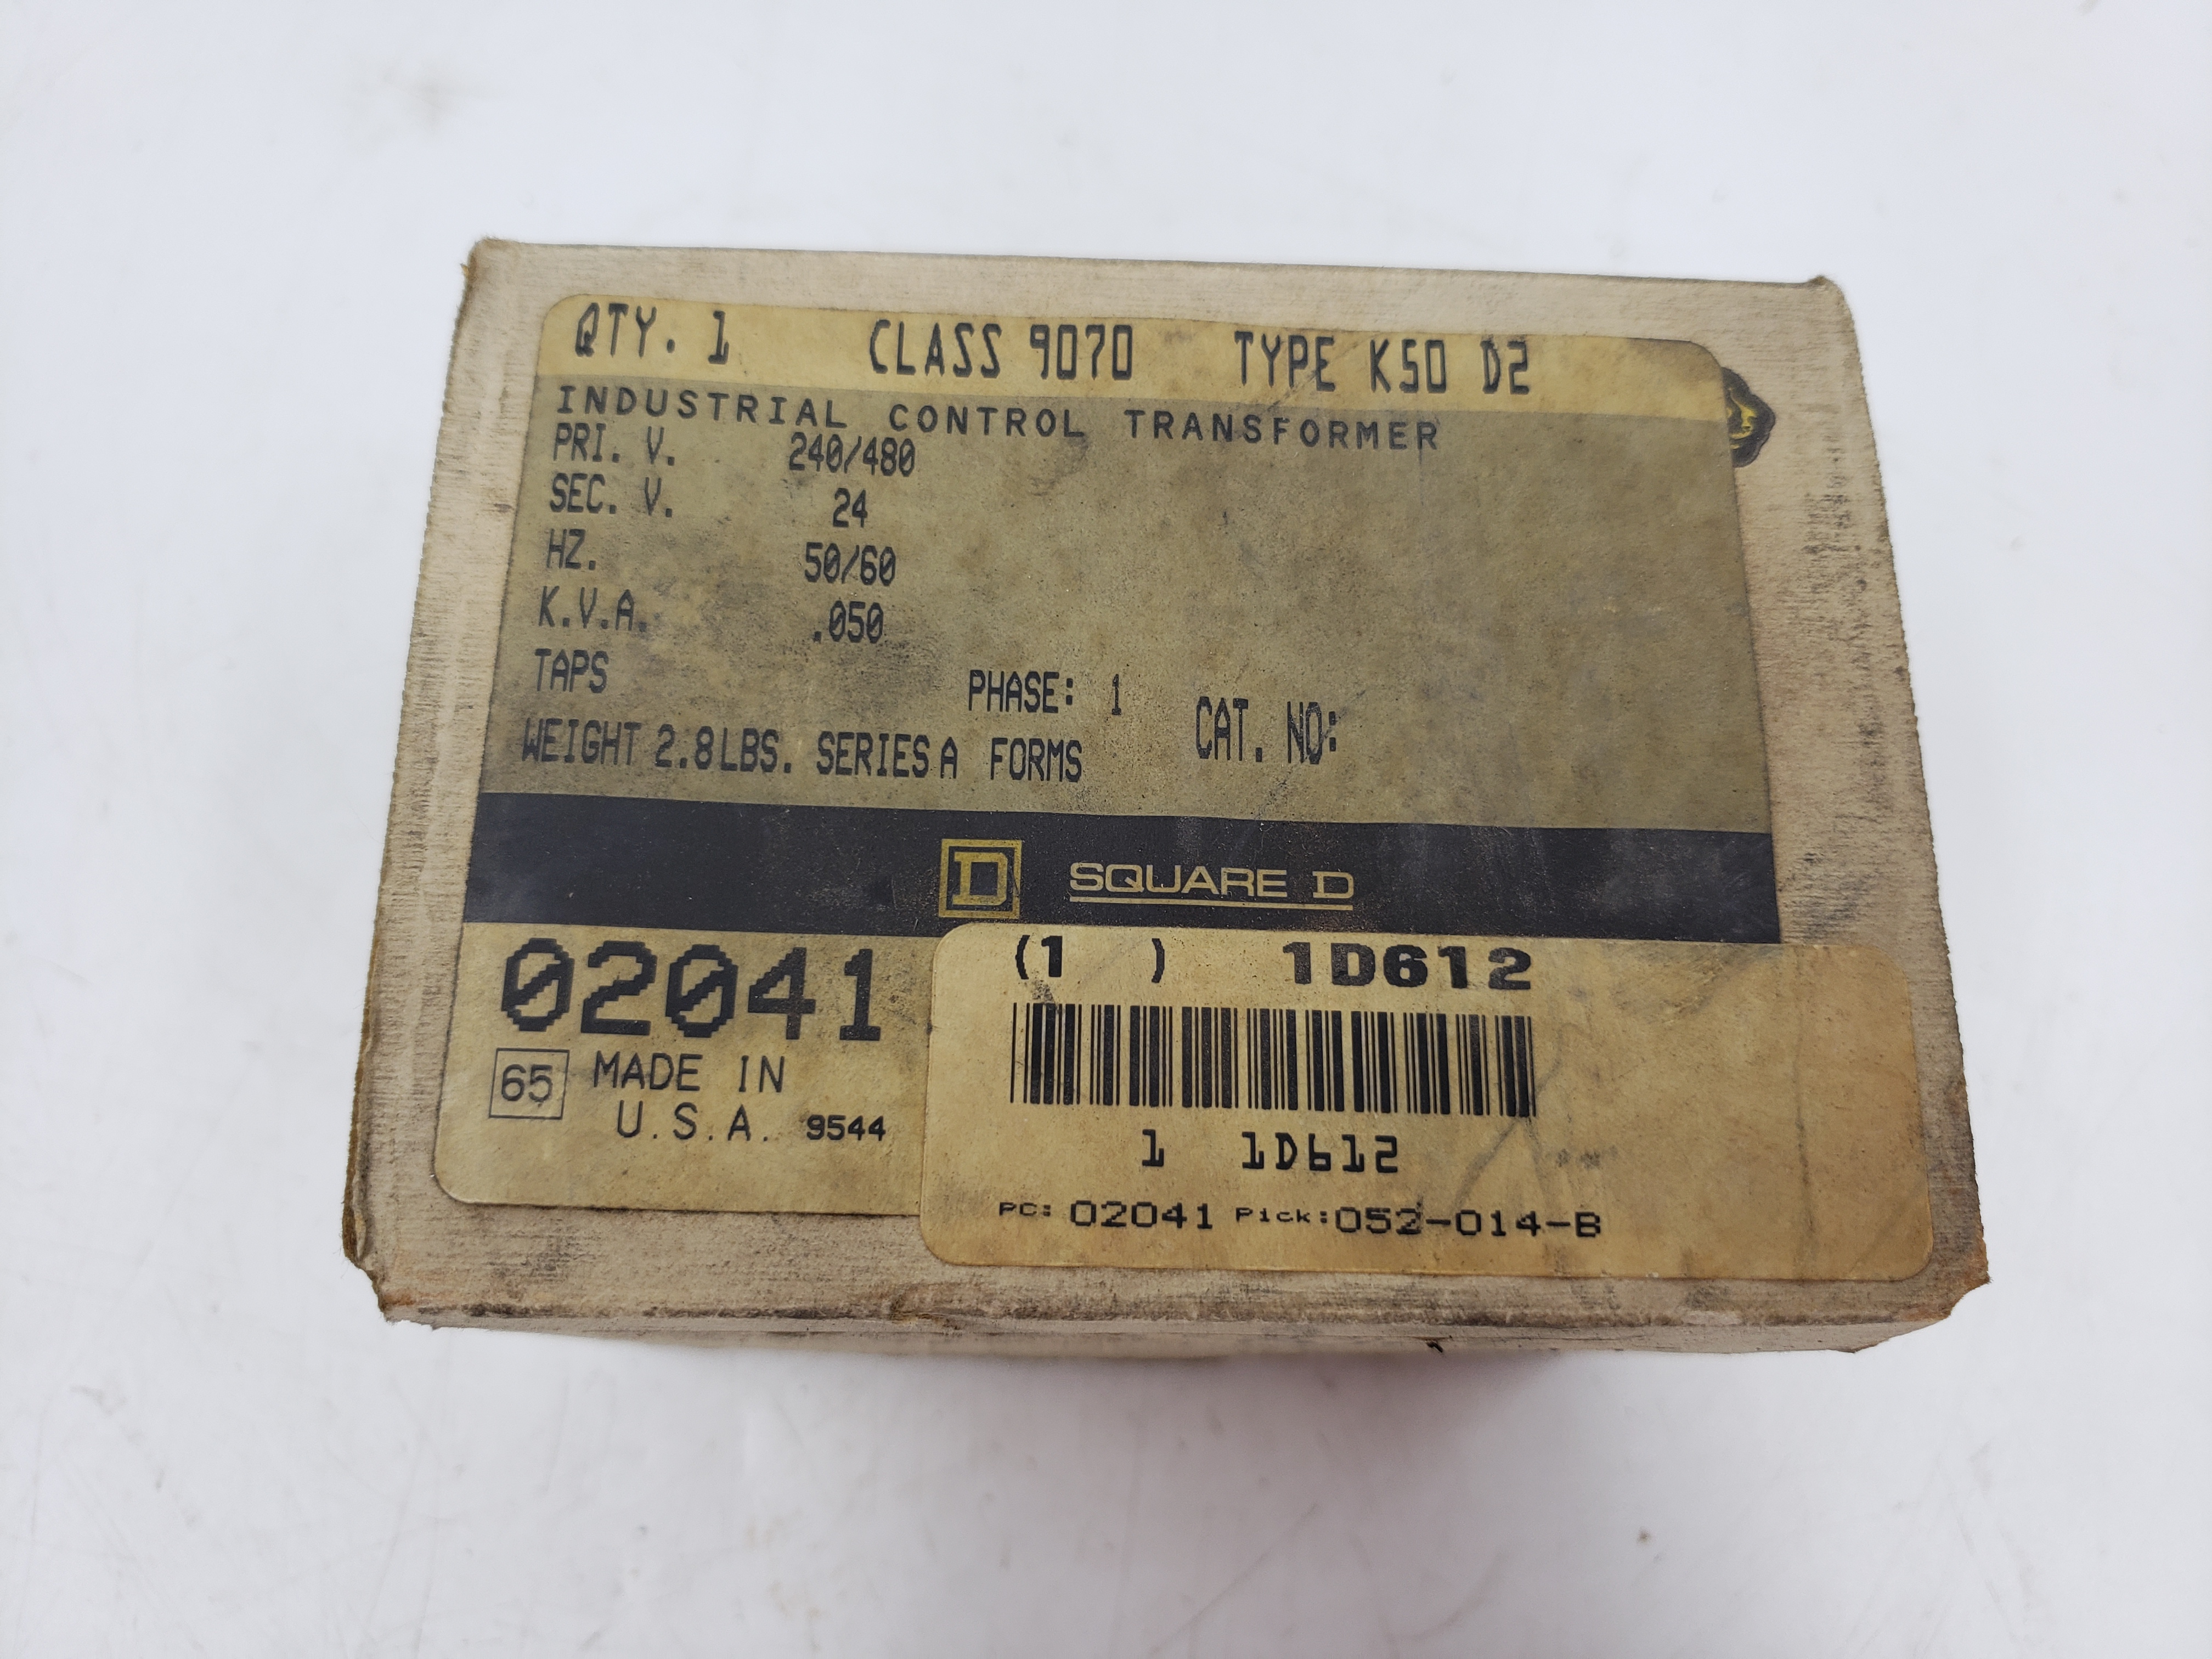 QTY. 1 CLASS 9070 TYPE K50 D2
INDUSTRIAL CONTROL TRANSFORMER
PRI. V. 240/480
SEC. V. 24
HZ. 50/60
K.V.A. .050
TAPS PHASE: 1 CAT. NO:
WEIGHT 2.8LBS. SERIES A FORMS
D SQUARE D
02041
65 MADE IN
U.S.A. 9544
(1 ) 1D612
1 1D612
PC: 02041 Pick:052-014-B